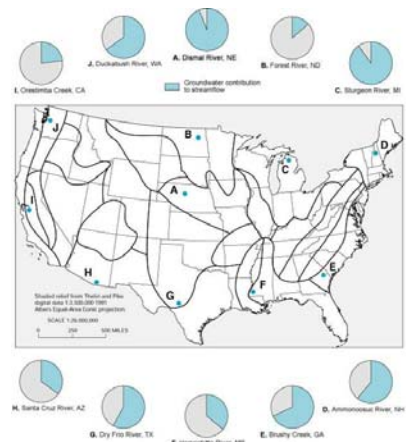 A. Dismal River, NE
J. Duckabush River, WA
B. Forest River, ND
I. Orestimba Creek, CA
Groundwater contribution
to streamflow
C. Sturgeon River, MI
J
B
C
D
A
I
H
G
F
E
Shaded relief from Thelin and Pike
digital data 1:3,500,000 1991
Albers Equal-Area Conic projection.
SCALE 1:26,000,000
0 250 500 MILES
H. Santa Cruz River, AZ
D. Ammonoosuc River, NH
G. Dry Frio River, TX
E. Brushy Creek, GA